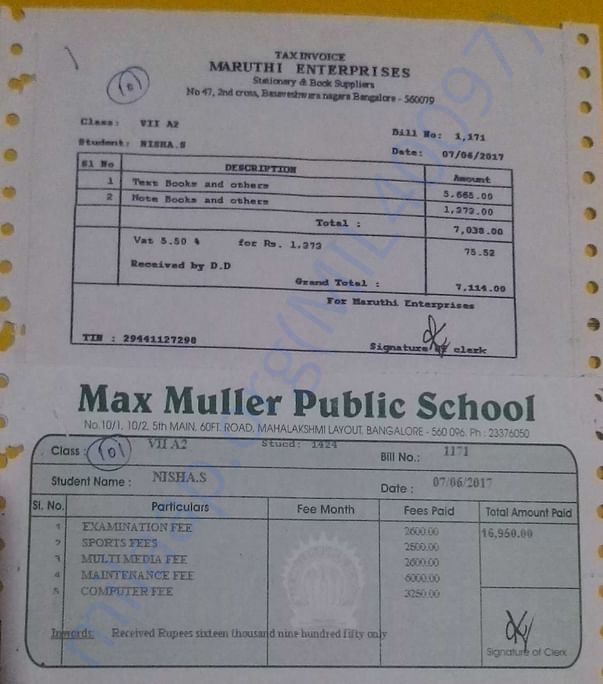 TAX INVOICE
MARUTHI ENTERPRISES
Stationary & Book Suppliers
No 47, 2nd cross, Basaveshwara nagara Bangalore - 560079
101
Class: VII A2
Bill No: 1,171
Student: NISHA.S
Date: 07/06/2017
Sl No DESCRIPTION Amount
1 Text Books and others 5,665.00
2 Note Books and others 1,373.00
Total : 7,038.00
Vat 5.50 % for Rs. 1,373 75.52
Received by D.D
Grand Total : 7,114.00
For Maruthi Enterprises
TIN : 29441127290
Signature of clerk
Max Muller Public School
No.10/1, 10/2, 5th MAIN, 60FT. ROAD, MAHALAKSHMI LAYOUT, BANGALORE - 560 096. Ph : 23376050
Class : 101 VII A2 Stucd: 1424 Bill No.: 1171
Student Name : NISHA.S Date : 07/06/2017
Sl. No. Particulars Fee Month Fees Paid Total Amount Paid
1 EXAMINATION FEE 2600.00 16,950.00
2 SPORTS FEES 2500.00
3 MULTI MEDIA FEE 2600.00
4 MAINTENANCE FEE 6000.00
5 COMPUTER FEE 3250.00
Inwords: Received Rupees sixteen thousand nine hundred fifty only
Signature of Clerk